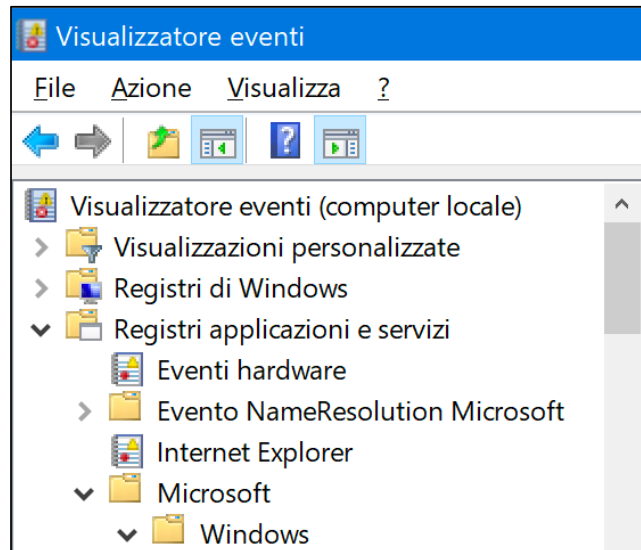 Visualizzatore eventi
File Azione Visualizza ?
Visualizzatore eventi (computer locale)
Visualizzazioni personalizzate
Registri di Windows
Registri applicazioni e servizi
Eventi hardware
Evento NameResolution Microsoft
Internet Explorer
Microsoft
Windows